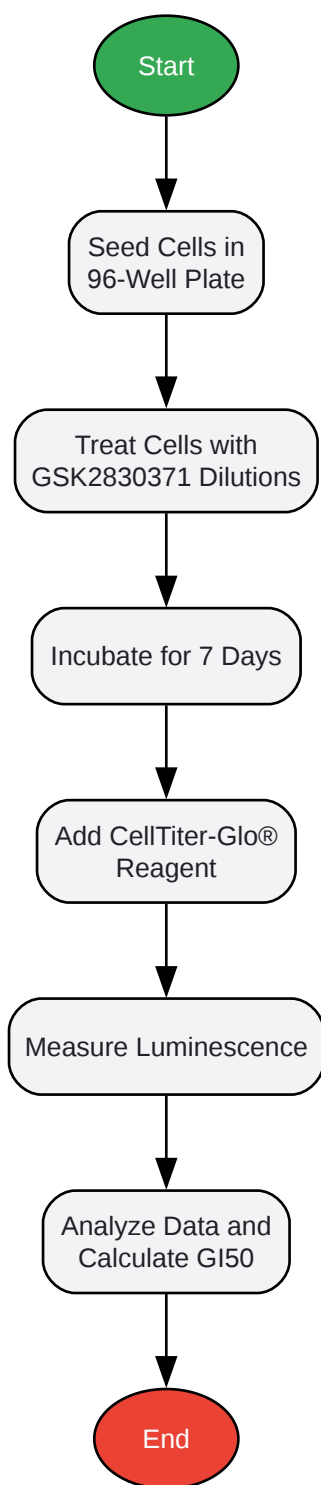 Start
Seed Cells in
96-Well Plate
Treat Cells with
GSK2830371 Dilutions
Incubate for 7 Days
Add CellTiter-Glo®
Reagent
Measure Luminescence
Analyze Data and
Calculate GI50
End